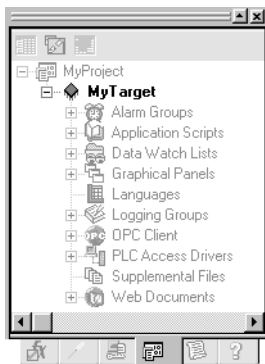 MyProject
MyTarget
Alarm Groups
Application Scripts
Data Watch Lists
Graphical Panels
Languages
Logging Groups
OPC Client
PLC Access Drivers
Supplemental Files
Web Documents